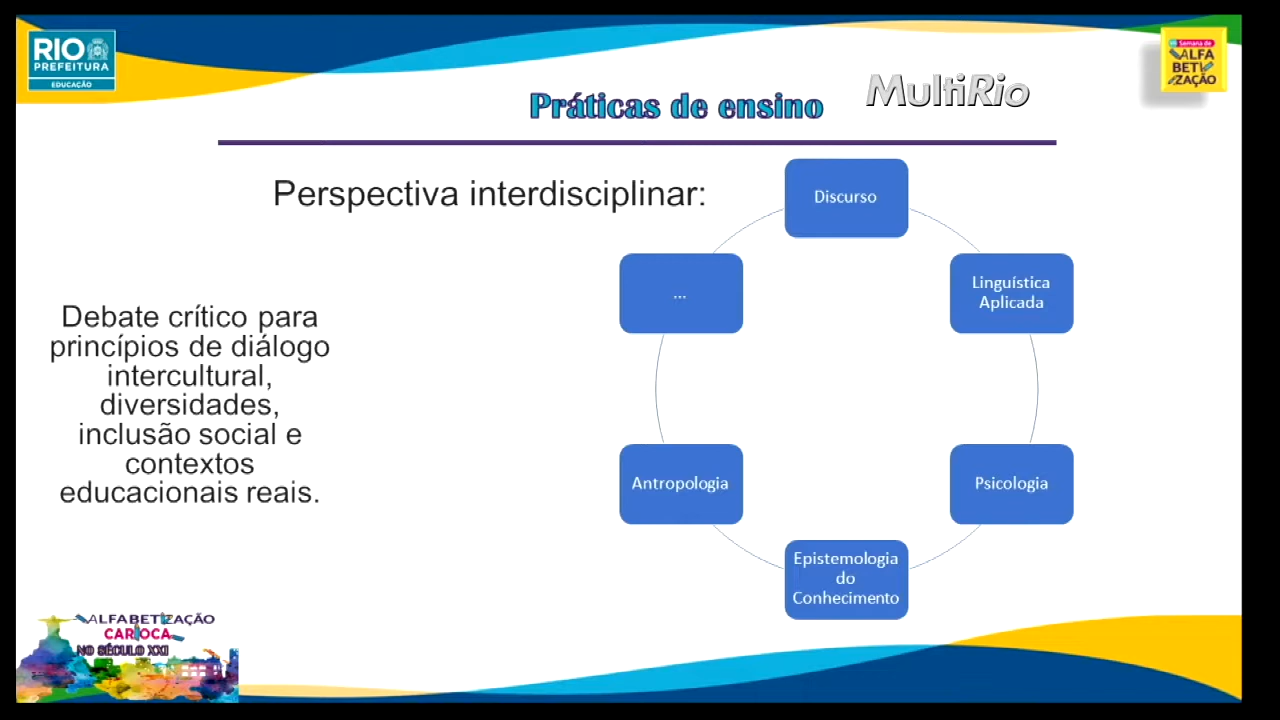 RIO
PREFEITURA
EDUCAÇÃO
Práticas de ensino
MultiRio
Semana de
ALFA
BETI
ZAÇÃO
Perspectiva interdisciplinar:
Discurso
Linguística
Aplicada
Psicologia
Epistemologia
do
Conhecimento
Antropologia
...
Debate crítico para
princípios de diálogo
intercultural,
diversidades,
inclusão social e
contextos
educacionais reais.
ALFABETIZAÇÃO
CARIOCA
NO SÉCULO XXI